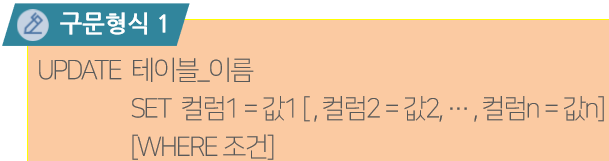 구문형식 1
UPDATE 테이블_이름
SET 컬럼1 = 값1 [ , 컬럼2 = 값2, … , 컬럼n = 값n]
[WHERE 조건]